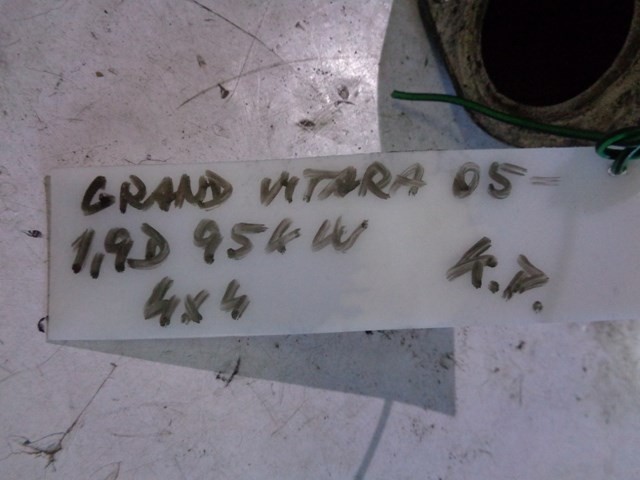 GRAND VITARA 05-
1,9D 95KW
4x4 K.P.